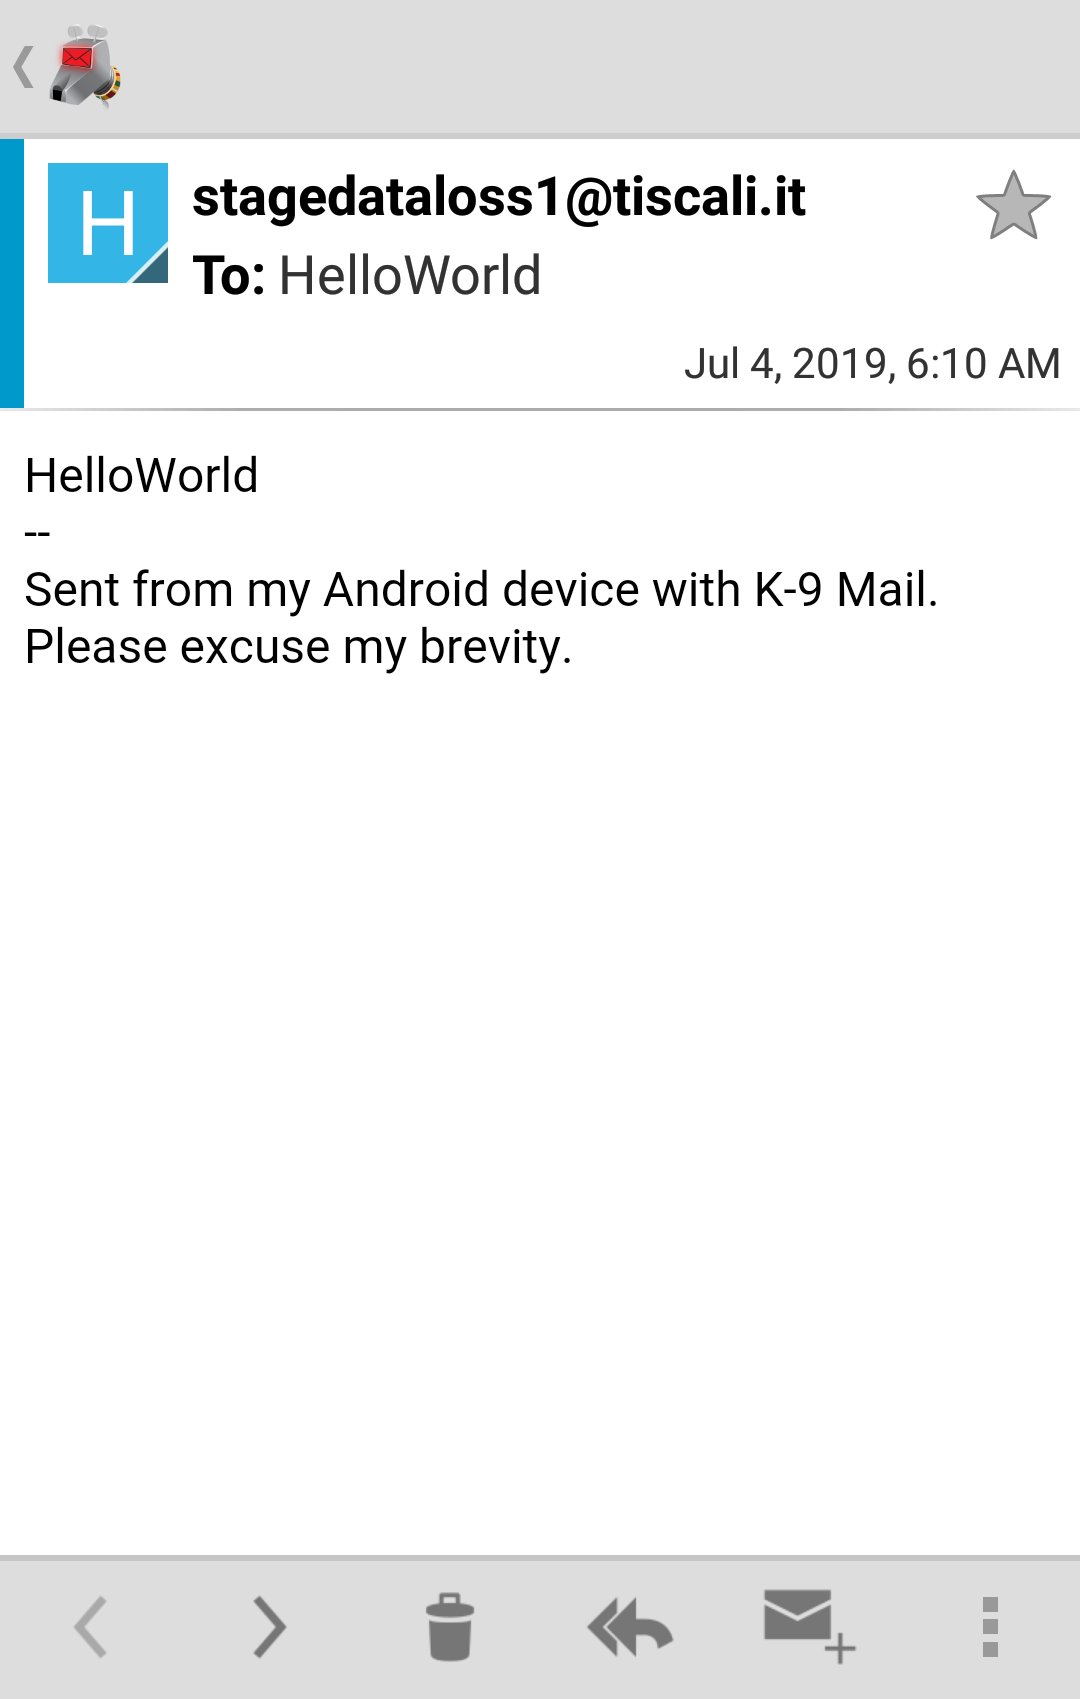 H
stagedataloss1@tiscali.it
To: HelloWorld
Jul 4, 2019, 6:10 AM
HelloWorld
--
Sent from my Android device with K-9 Mail.
Please excuse my brevity.